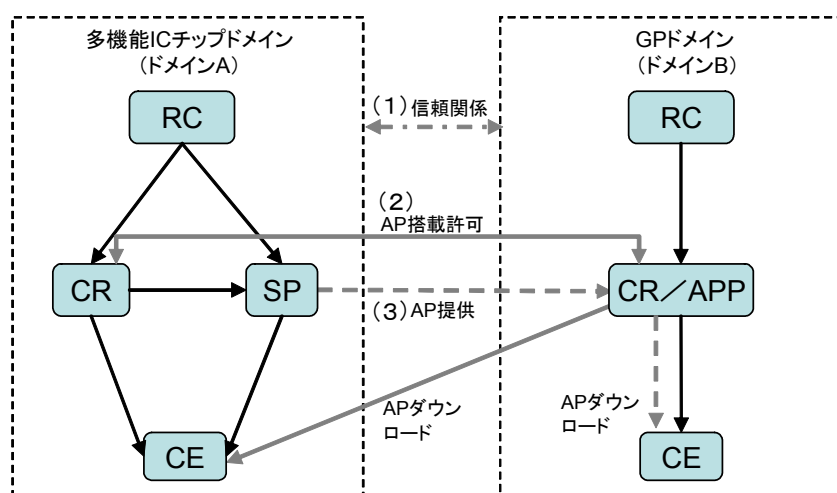 多機能ICチップドメイン
（ドメインA）
GPドメイン
（ドメインB）
RC
（1）信頼関係
RC
（2）
AP搭載許可
CR
SP
CR／APP
（3）AP提供
APダウン
ロード
APダウン
ロード
CE
CE